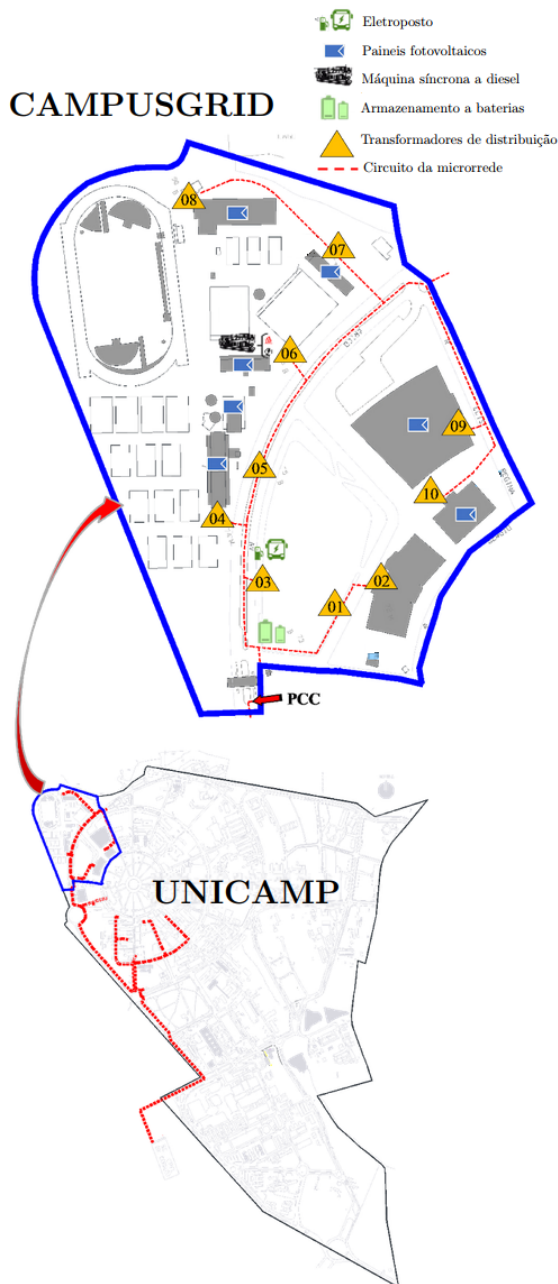 Eletroposto
Paineis fotovoltaicos
Máquina síncrona a diesel
Armazenamento a baterias
Transformadores de distribuição
Circuito da microrrede
CAMPUSGRID
08
07
06
09
05
10
04
03
02
01
PCC
UNICAMP